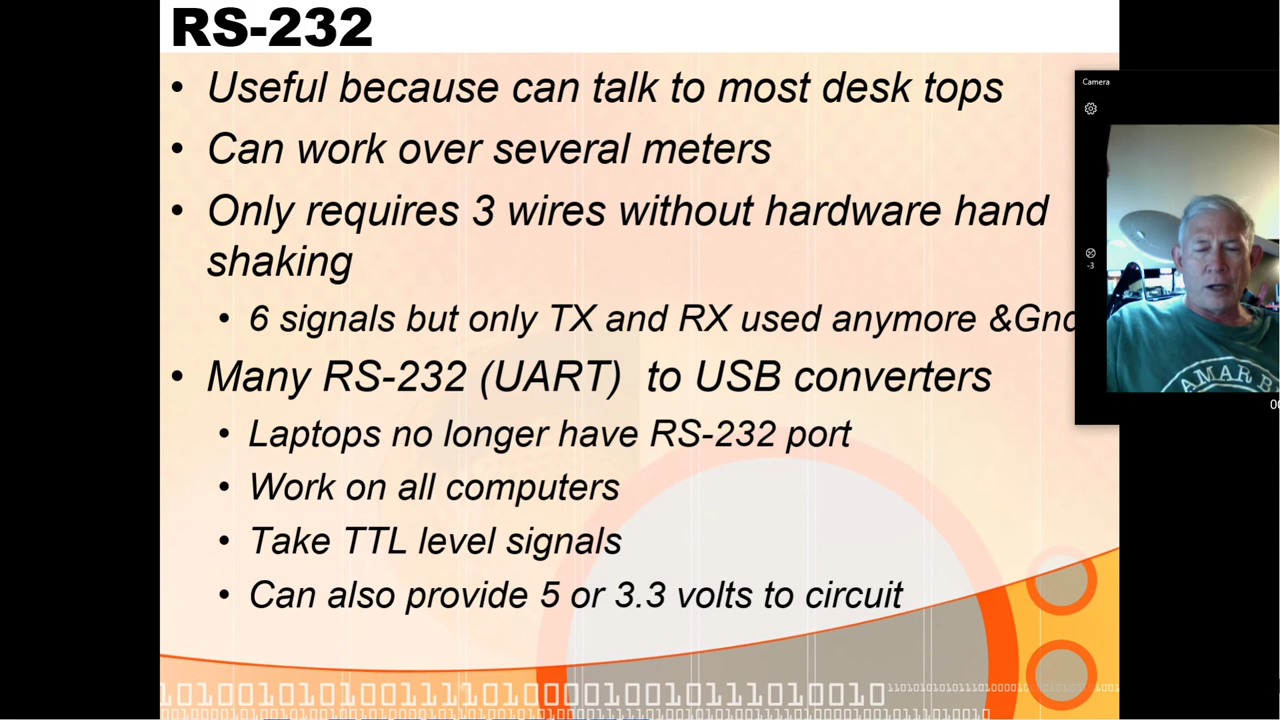 RS-232
• Useful because can talk to most desk tops
• Can work over several meters
• Only requires 3 wires without hardware hand
shaking
• 6 signals but only TX and RX used anymore &Gnd
• Many RS-232 (UART)  to USB converters
• Laptops no longer have RS-232 port
• Work on all computers
• Take TTL level signals
• Can also provide 5 or 3.3 volts to circuit
Camera
-3
AMAR B